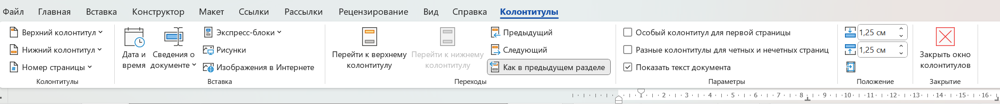 Файл Главная Вставка Конструктор Макет Ссылки Рассылки Рецензирование Вид Справка Колонтитулы
Верхний колонтитул
Нижний колонтитул
Номер страницы
Колонтитулы
Дата и
время
Сведения о
документе
Экспресс-блоки
Рисунки
Изображения в Интернете
Вставка
Перейти к верхнему
колонтитулу
Перейти к нижнему
колонтитулу
Предыдущий
Следующий
Как в предыдущем разделе
Переходы
Особый колонтитул для первой страницы
Разные колонтитулы для четных и нечетных страниц
Показать текст документа
Параметры
1,25 см
1,25 см
Положение
Закрыть окно
колонтитулов
Закрытие
1 2 3 4 5 6 7 8 9 10 11 12 13 14 15 16